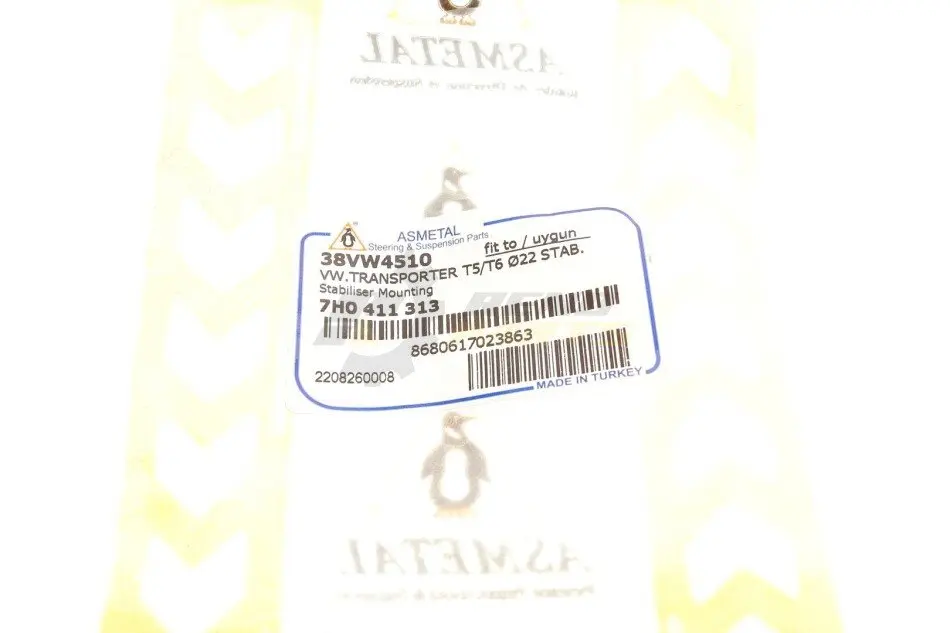 ASMETAL
ASMETAL
Steering & Suspension Parts
fit to / uygun
38VW4510
VW.TRANSPORTER T5/T6 Ø22 STAB.
Stabiliser Mounting
7H0 411 313
8680617023863
2208260008
MADE IN TURKEY
ASMETAL